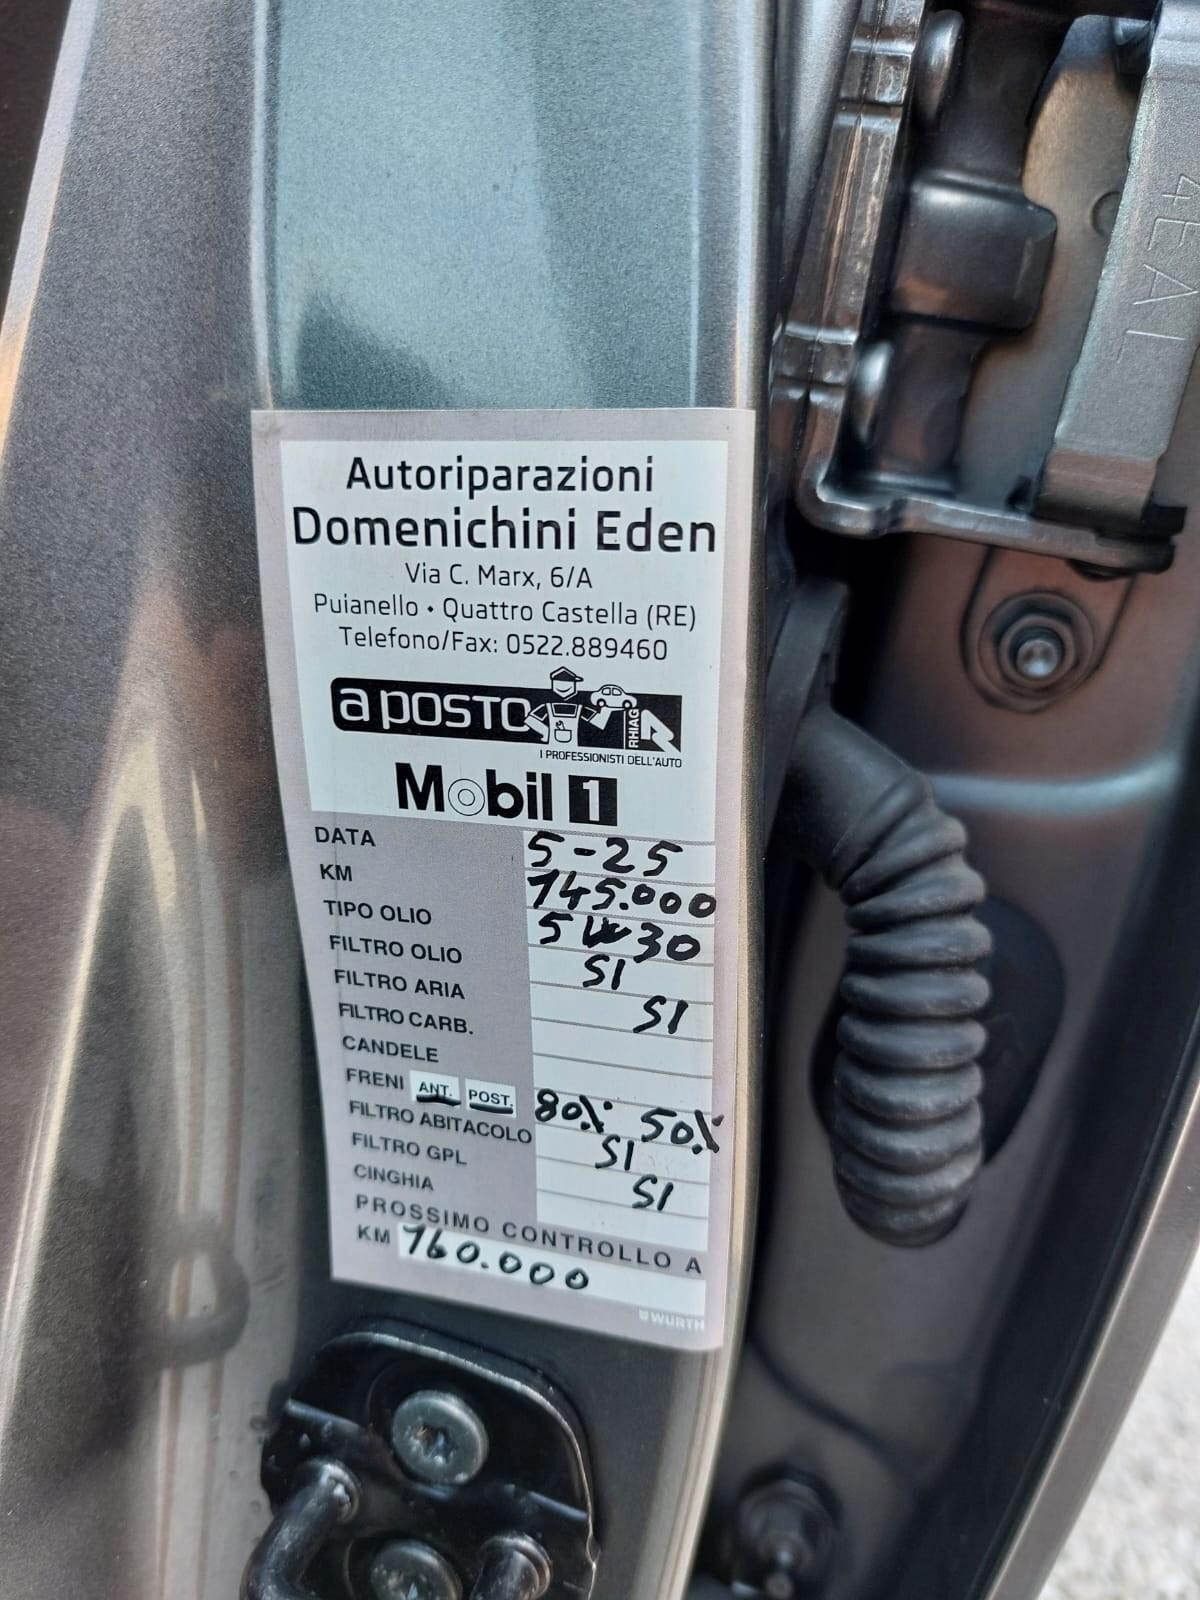 4EAL
Autoriparazioni
Domenichini Eden
Via C. Marx, 6/A
Puianello • Quattro Castella (RE)
Telefono/Fax: 0522.889460
a posto RHIAG
I PROFESSIONISTI DELL'AUTO
Mobil 1
DATA 5-25
KM 145.000
TIPO OLIO 5W30
FILTRO OLIO SI
FILTRO ARIA SI
FILTRO CARB.
CANDELE
FRENI ANT. POST. 80% 50%
FILTRO ABITACOLO SI
FILTRO GPL SI
CINGHIA
PROSSIMO CONTROLLO A
KM 160.000
WÜRTH